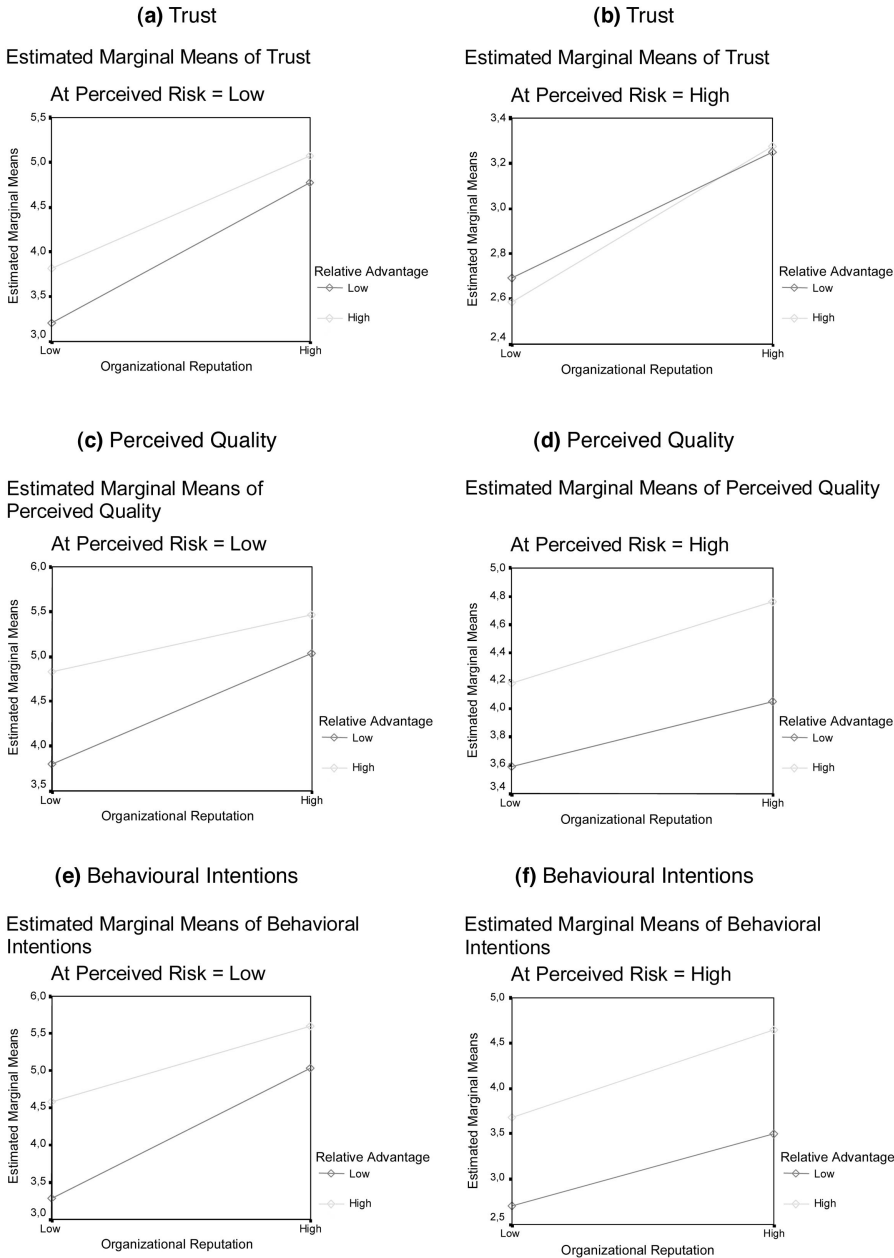 (a) Trust
Estimated Marginal Means of Trust
At Perceived Risk = Low
5,5
5,0
4,5
4,0
3,5
3,0
Estimated Marginal Means
Low
High
Organizational Reputation
Relative Advantage
Low
High
(b) Trust
Estimated Marginal Means of Trust
At Perceived Risk = High
3,4
3,2
3,0
2,8
2,6
2,4
Estimated Marginal Means
Low
High
Organizational Reputation
Relative Advantage
Low
High
(c) Perceived Quality
Estimated Marginal Means of
Perceived Quality
At Perceived Risk = Low
6,0
5,5
5,0
4,5
4,0
3,5
Estimated Marginal Means
Low
High
Organizational Reputation
Relative Advantage
Low
High
(d) Perceived Quality
Estimated Marginal Means of Perceived Quality
At Perceived Risk = High
5,0
4,8
4,6
4,4
4,2
4,0
3,8
3,6
3,4
Estimated Marginal Means
Low
High
Organizational Reputation
Relative Advantage
Low
High
(e) Behavioural Intentions
Estimated Marginal Means of Behavioral
Intentions
At Perceived Risk = Low
6,0
5,5
5,0
4,5
4,0
3,5
3,0
Estimated Marginal Means
Low
High
Organizational Reputation
Relative Advantage
Low
High
(f) Behavioural Intentions
Estimated Marginal Means of Behavioral
Intentions
At Perceived Risk = High
5,0
4,5
4,0
3,5
3,0
2,5
Estimated Marginal Means
Low
High
Organizational Reputation
Relative Advantage
Low
High